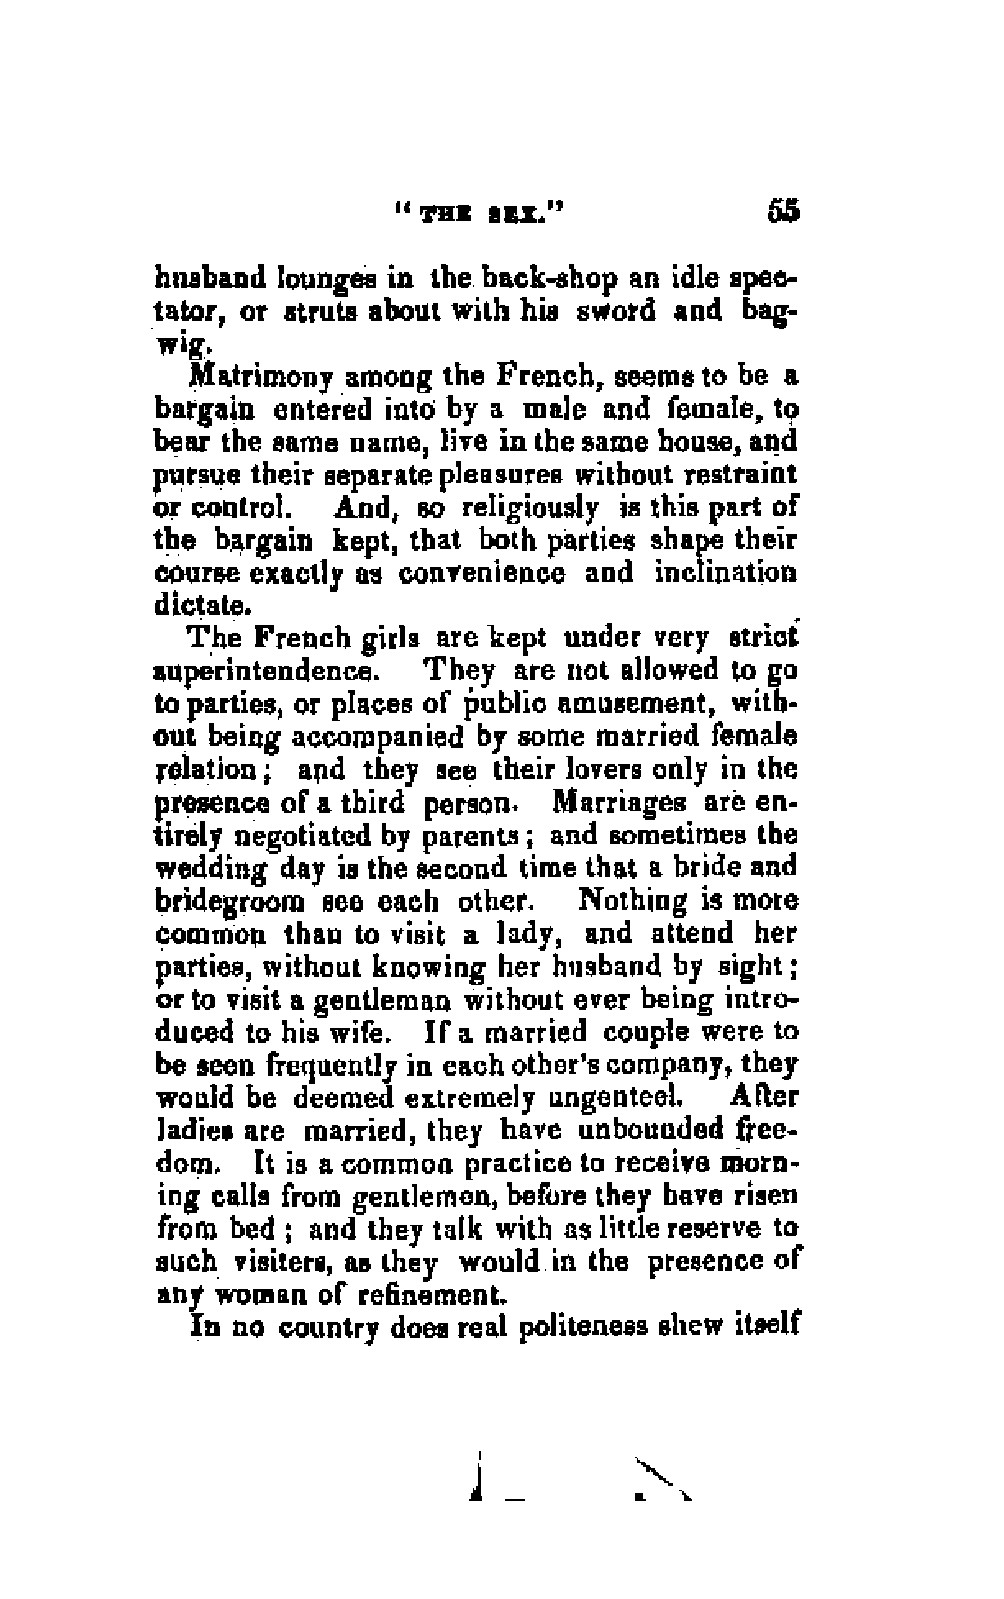 “ THE SEX.” 55
husband lounges in the back-shop an idle spec-
tator, or struts about with his sword and bag-
wig.
Matrimony among the French, seems to be a
bargain entered into by a male and female, to
bear the same name, live in the same house, and
pursue their separate pleasures without restraint
or control. And, so religiously is this part of
the bargain kept, that both parties shape their
course exactly as convenience and inclination
dictate.
The French girls are kept under very strict
superintendence. They are not allowed to go
to parties, or places of public amusement, with-
out being accompanied by some married female
relation; and they see their lovers only in the
presence of a third person. Marriages are en-
tirely negotiated by parents; and sometimes the
wedding day is the second time that a bride and
bridegroom see each other. Nothing is more
common than to visit a lady, and attend her
parties, without knowing her husband by sight;
or to visit a gentleman without ever being intro-
duced to his wife. If a married couple were to
be seen frequently in each other's company, they
would be deemed extremely ungenteel. After
ladies are married, they have unbounded free-
dom. It is a common practice to receive morn-
ing calls from gentlemen, before they have risen
from bed; and they talk with as little reserve to
such visiters, as they would in the presence of
any woman of refinement.
In no country does real politeness shew itself